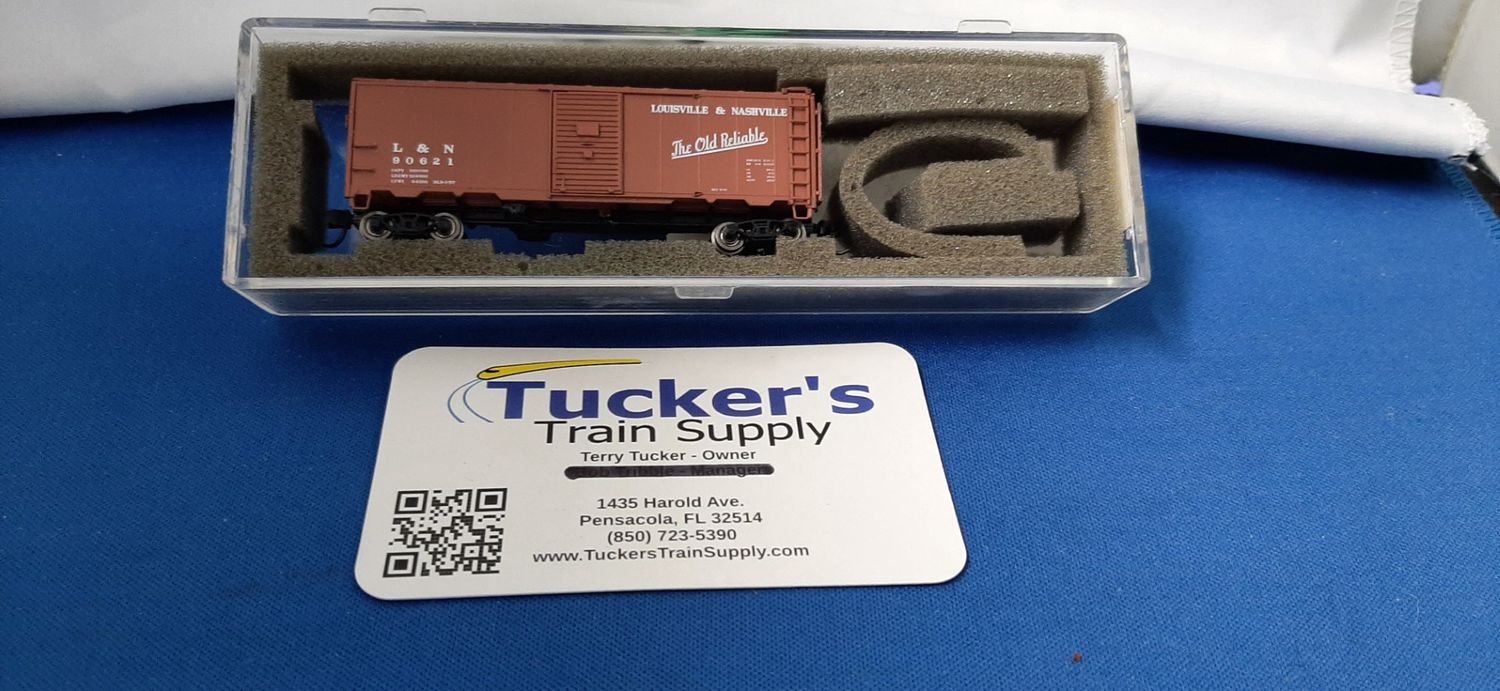 LOUISVILLE & NASHVILLE
The Old Reliable
L & N
90621
Tucker's
Train Supply
Terry Tucker - Owner
1435 Harold Ave.
Pensacola, FL 32514
(850) 723-5390
www.TuckersTrainSupply.com